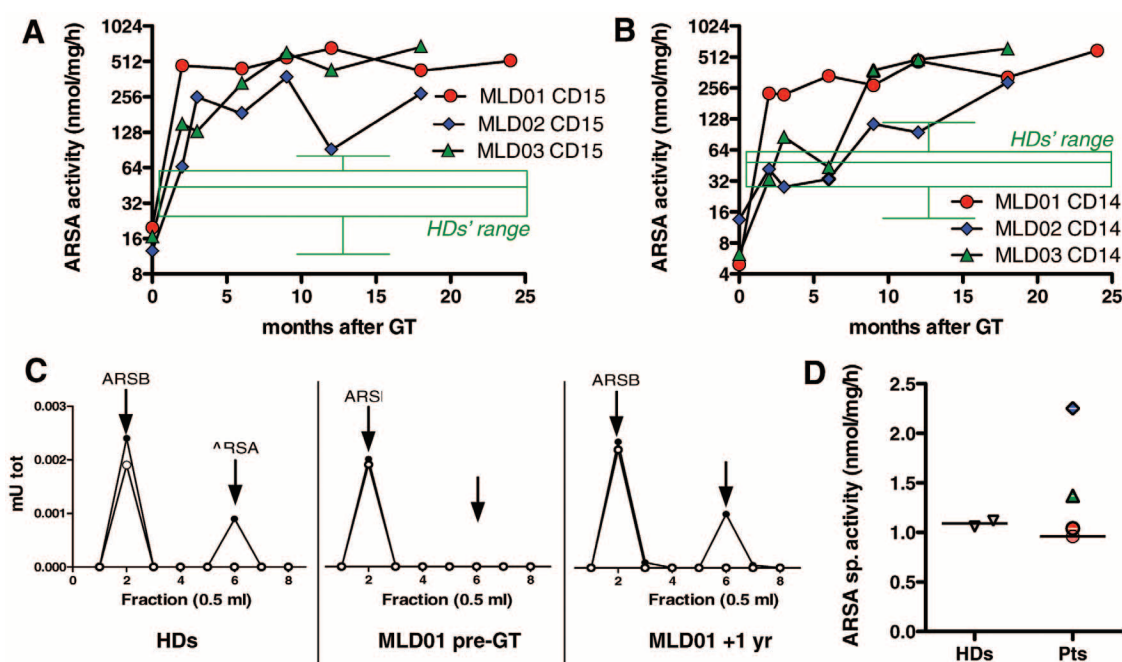 A
ARSA activity (nmol/mg/h)
1024
512
256
128
64
32
16
8
0 5 10 15 20 25
months after GT
MLD01 CD15
MLD02 CD15
MLD03 CD15
HDs' range
B
ARSA activity (nmol/mg/h)
1024
512
256
128
64
32
16
8
4
0 5 10 15 20 25
months after GT
HDs' range
MLD01 CD14
MLD02 CD14
MLD03 CD14
C
mU tot
0.003
0.002
0.001
0.000
ARSB
ARSA
0 2 4 6 8
Fraction (0.5 ml)
HDs
ARSI
2 4 6 8
Fraction (0.5 ml)
MLD01 pre-GT
ARSB
2 4 6 8
Fraction (0.5 ml)
MLD01 +1 yr
D
ARSA sp. activity (nmol/mg/h)
2.5
2.0
1.5
1.0
0.5
0.0
HDs Pts